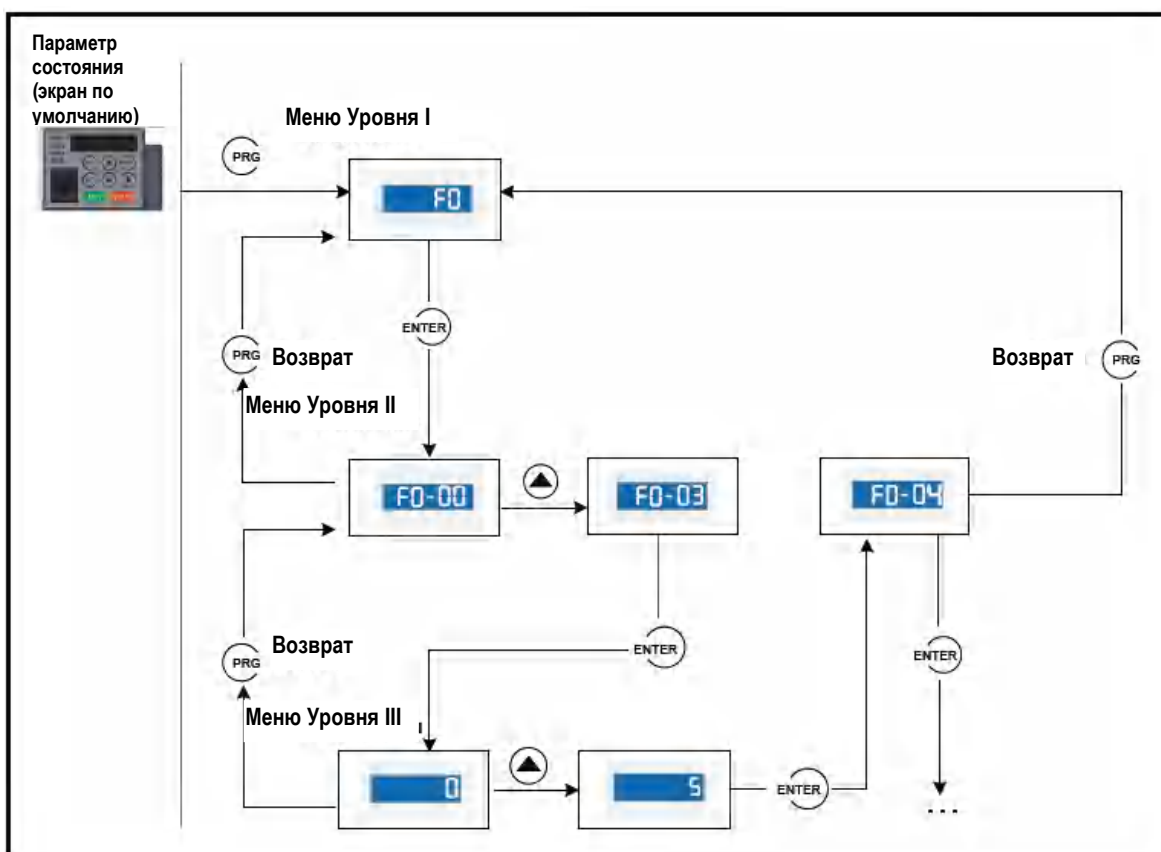 Параметр
состояния
(экран по
умолчанию)
Меню Уровня I
PRG
F0
ENTER
PRG Возврат
Возврат PRG
Меню Уровня II
F0-00
F0-03
F0-04
Возврат
PRG
ENTER
ENTER
Меню Уровня III
0
5
ENTER
...